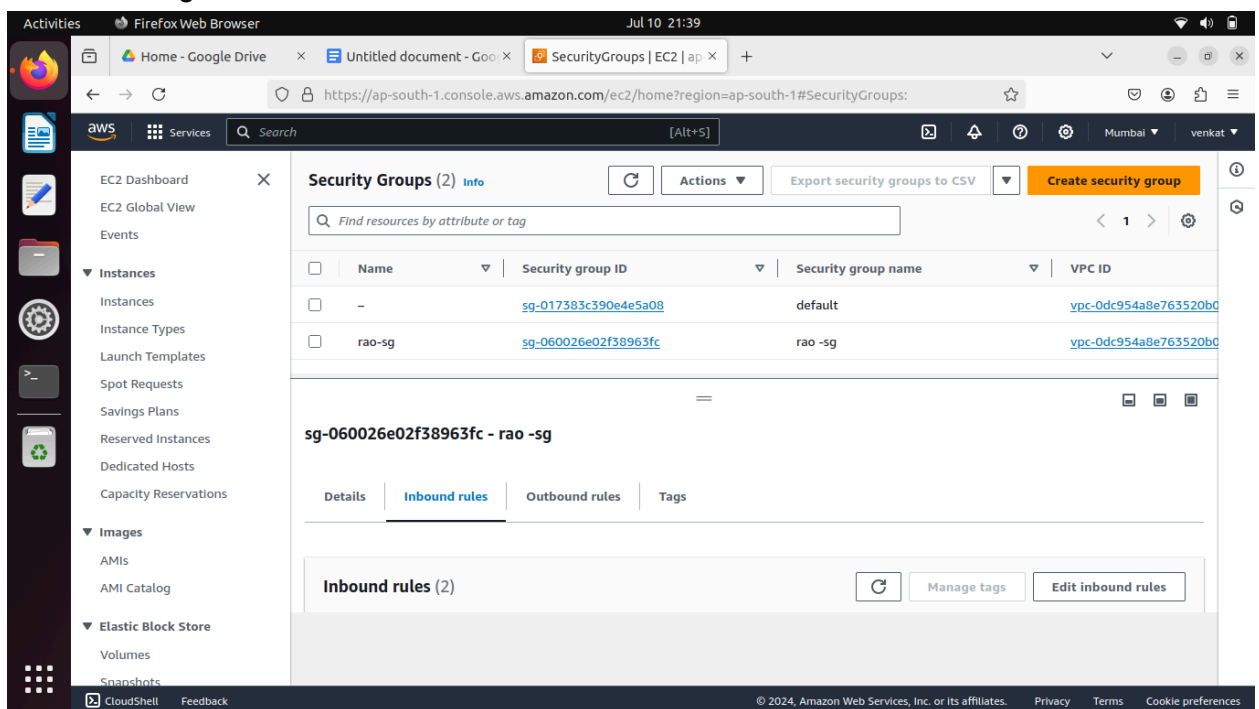 Activities Firefox Web Browser Jul 10 21:39
Home - Google Drive Untitled document - Goo SecurityGroups | EC2 | ap
https://ap-south-1.console.aws.amazon.com/ec2/home?region=ap-south-1#SecurityGroups:
aws Services Search [Alt+S] Mumbai venkat
EC2 Dashboard
EC2 Global View
Events
Instances
Instances
Instance Types
Launch Templates
Spot Requests
Savings Plans
Reserved Instances
Dedicated Hosts
Capacity Reservations
Images
AMIs
AMI Catalog
Elastic Block Store
Volumes
Snapshots
Security Groups (2) Info Actions Export security groups to CSV Create security group
Find resources by attribute or tag 1
Name Security group ID Security group name VPC ID
– sg-017383c390e4e5a08 default vpc-0dc954a8e763520b0
rao-sg sg-060026e02f38963fc rao -sg vpc-0dc954a8e763520b0
sg-060026e02f38963fc - rao -sg
Details Inbound rules Outbound rules Tags
Inbound rules (2) Manage tags Edit inbound rules
CloudShell Feedback © 2024, Amazon Web Services, Inc. or its affiliates. Privacy Terms Cookie preferences